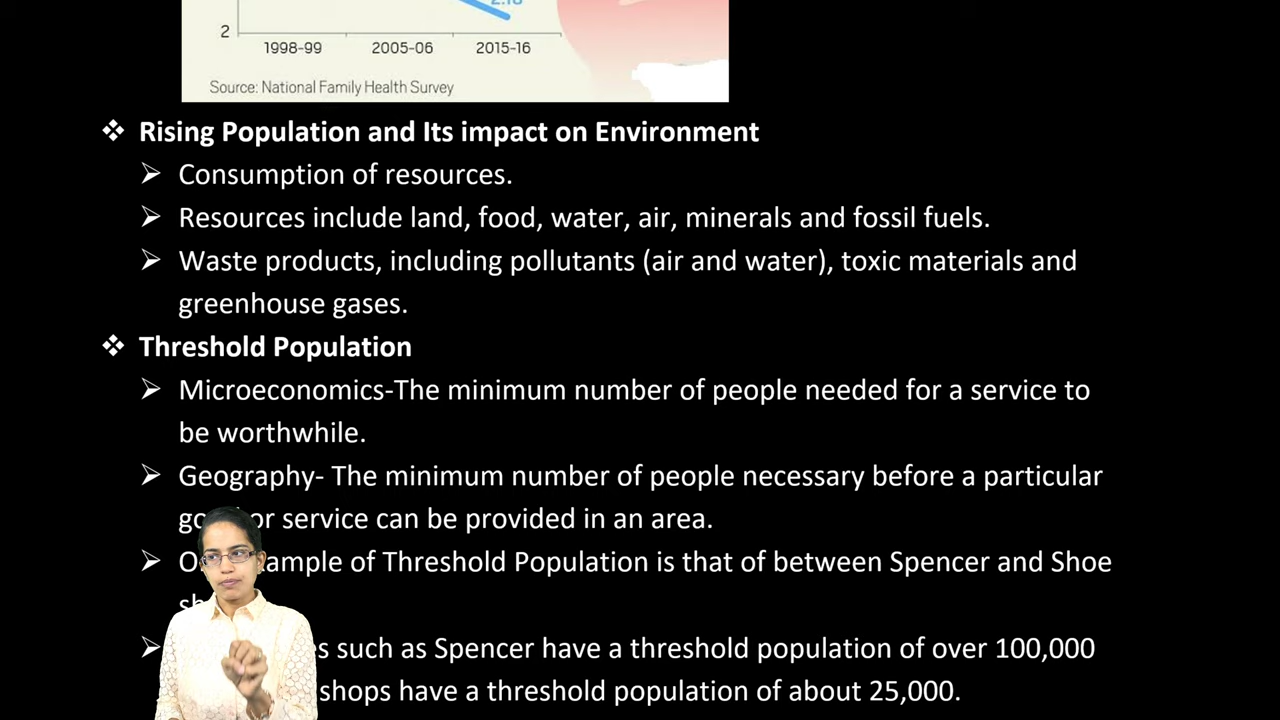 2
1998-99 2005-06 2015-16
Source: National Family Health Survey
❖ Rising Population and Its impact on Environment
➢ Consumption of resources.
➢ Resources include land, food, water, air, minerals and fossil fuels.
➢ Waste products, including pollutants (air and water), toxic materials and
greenhouse gases.
❖ Threshold Population
➢ Microeconomics-The minimum number of people needed for a service to
be worthwhile.
➢ Geography- The minimum number of people necessary before a particular
or service can be provided in an area.
➢ of Threshold Population is that of between Spencer and Shoe
➢ such as Spencer have a threshold population of over 100,000
shops have a threshold population of about 25,000.